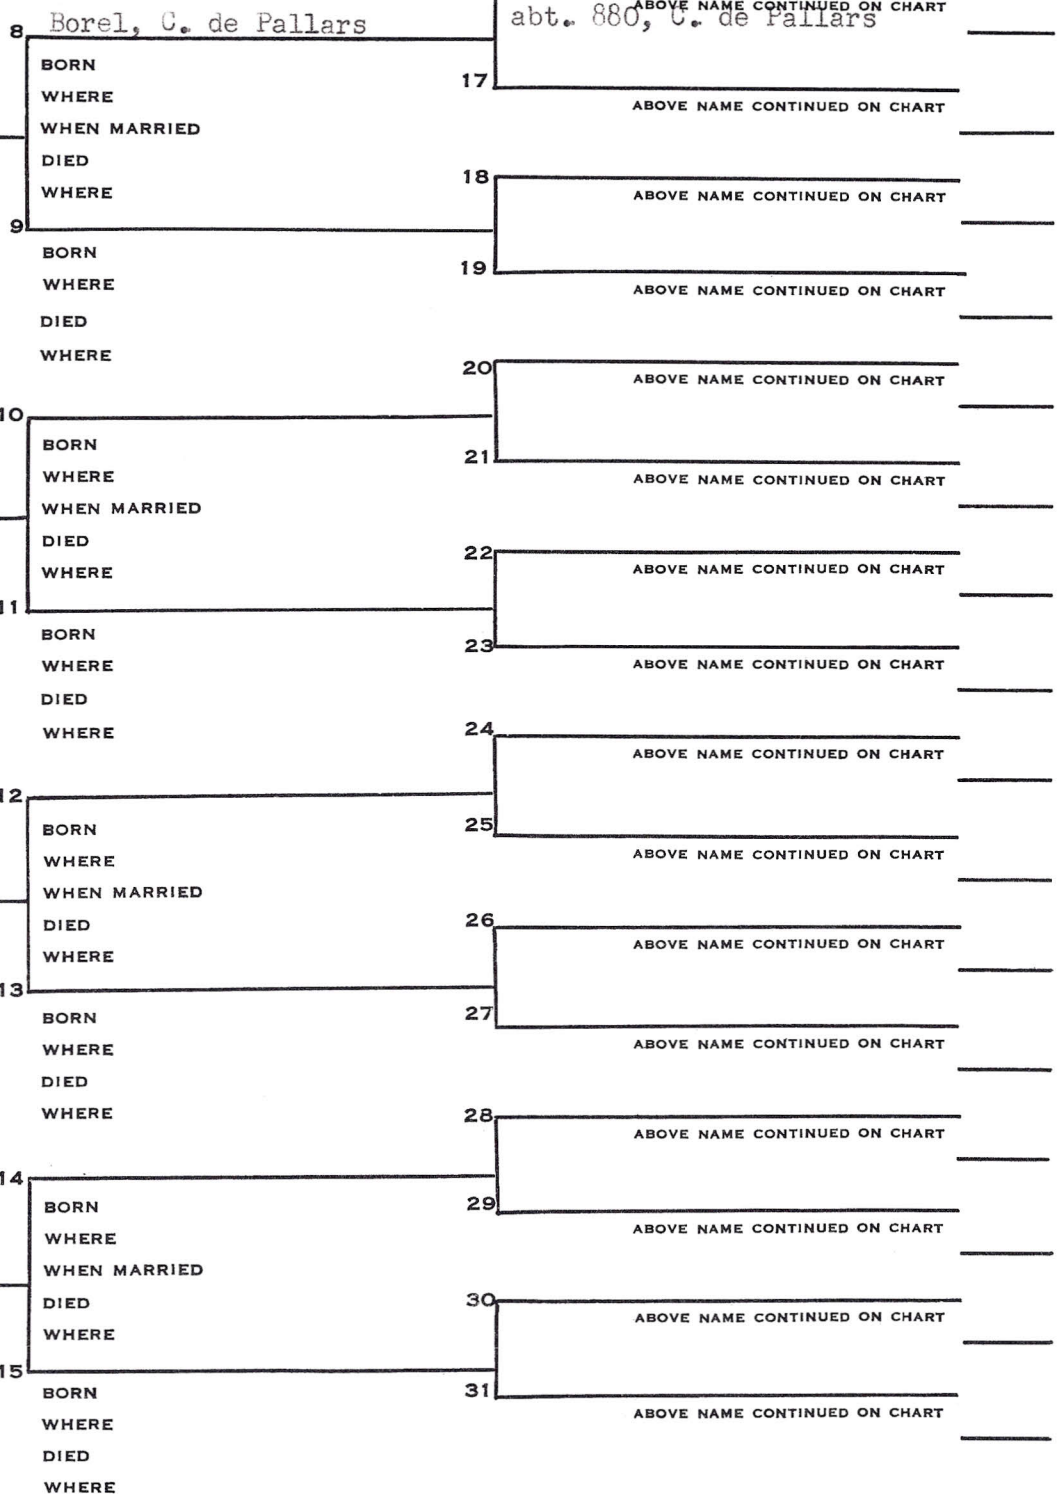 ABOVE NAME CONTINUED ON CHART
8 Borel, C. de Pallars
abt. 880, C. de Pallars
BORN
17
WHERE
ABOVE NAME CONTINUED ON CHART
WHEN MARRIED
DIED
18
WHERE
ABOVE NAME CONTINUED ON CHART
9
BORN
19
WHERE
ABOVE NAME CONTINUED ON CHART
DIED
WHERE
20
ABOVE NAME CONTINUED ON CHART
10
BORN
21
WHERE
ABOVE NAME CONTINUED ON CHART
WHEN MARRIED
DIED
22
WHERE
ABOVE NAME CONTINUED ON CHART
11
BORN
23
WHERE
ABOVE NAME CONTINUED ON CHART
DIED
WHERE
24
ABOVE NAME CONTINUED ON CHART
12
BORN
25
WHERE
ABOVE NAME CONTINUED ON CHART
WHEN MARRIED
DIED
26
WHERE
ABOVE NAME CONTINUED ON CHART
13
BORN
27
WHERE
ABOVE NAME CONTINUED ON CHART
DIED
WHERE
28
ABOVE NAME CONTINUED ON CHART
14
BORN
29
WHERE
ABOVE NAME CONTINUED ON CHART
WHEN MARRIED
DIED
30
WHERE
ABOVE NAME CONTINUED ON CHART
15
BORN
31
WHERE
ABOVE NAME CONTINUED ON CHART
DIED
WHERE